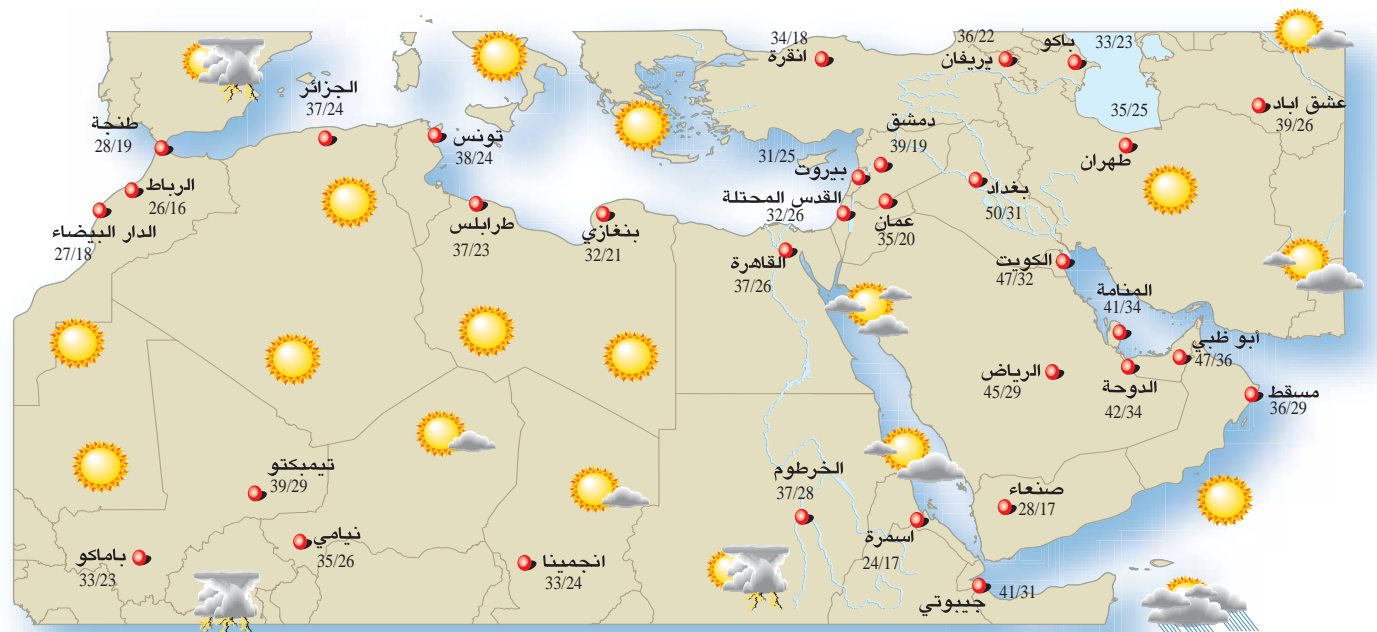 34/18
انقرة
36/22
يريفان
باكو
33/23
عشق اباد
39/26
35/25
طهران
الجزائر
37/24
طنجة
28/19
تونس
38/24
دمشق
39/19
31/25
بيروت
بغداد
50/31
الرباط
26/16
الدار البيضاء
27/18
طرابلس
37/23
بنغازي
32/21
القدس المحتلة
32/26
عمان
35/20
القاهرة
37/26
الكويت
47/32
المنامة
41/34
أبو ظبي
47/36
الرياض
45/29
الدوحة
42/34
مسقط
36/29
تيمبكتو
39/29
الخرطوم
37/28
صنعاء
28/17
اسمرة
24/17
نيامي
35/26
باماكو
33/23
انجمينا
33/24
جيبوتي
41/31